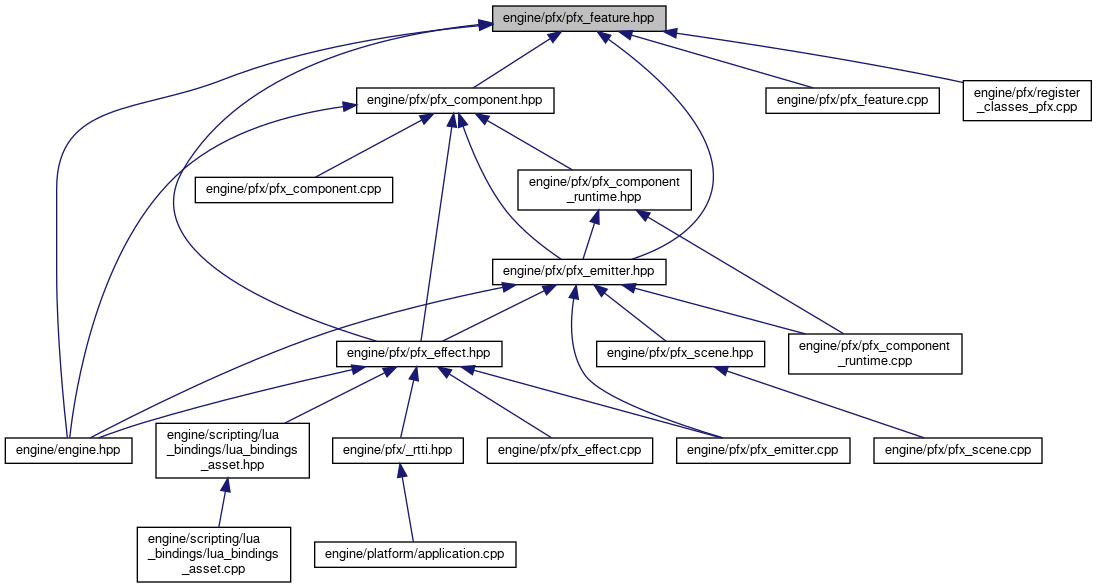 engine/pfx/pfx_feature.hpp
engine/pfx/pfx_component.hpp
engine/pfx/pfx_feature.cpp
engine/pfx/register
_classes_pfx.cpp
engine/pfx/pfx_component.cpp
engine/pfx/pfx_component
_runtime.hpp
engine/pfx/pfx_emitter.hpp
engine/pfx/pfx_effect.hpp
engine/pfx/pfx_scene.hpp
engine/pfx/pfx_component
_runtime.cpp
engine/engine.hpp
engine/scripting/lua
_bindings/lua_bindings
_asset.hpp
engine/pfx/_rtti.hpp
engine/pfx/pfx_effect.cpp
engine/pfx/pfx_emitter.cpp
engine/pfx/pfx_scene.cpp
engine/scripting/lua
_bindings/lua_bindings
_asset.cpp
engine/platform/application.cpp